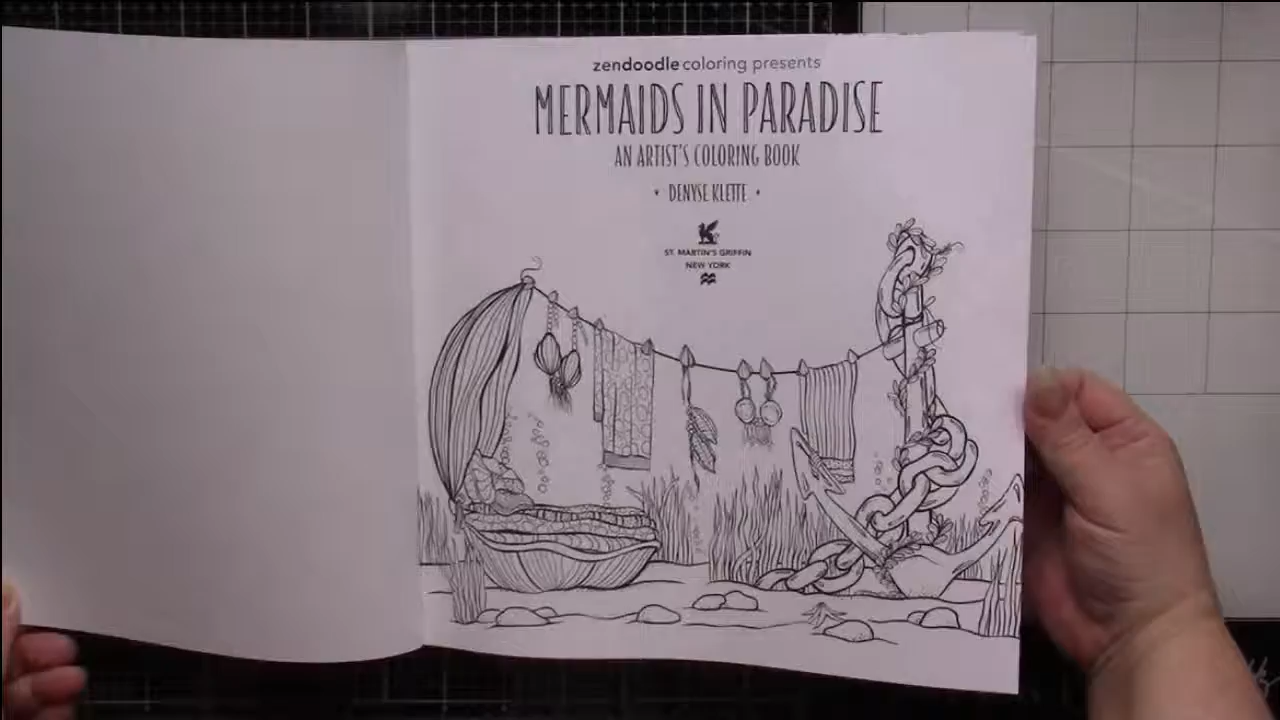 zendoodle coloring presents
MERMAIDS IN PARADISE
AN ARTIST'S COLORING BOOK
• DENYSE KLETTE •
ST. MARTIN'S GRIFFIN
NEW YORK